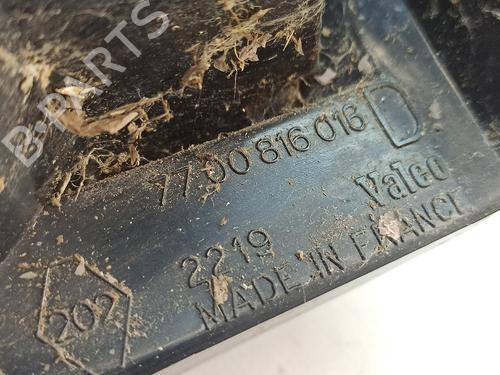 B-PARTS
7700816016 D
2219 Valeo
MADE IN FRANCE
202